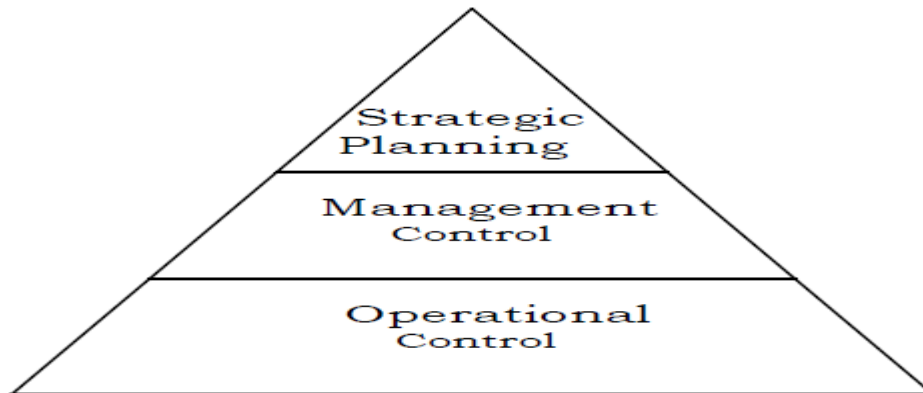 Strategic
Planning
Management
Control
Operational
Control